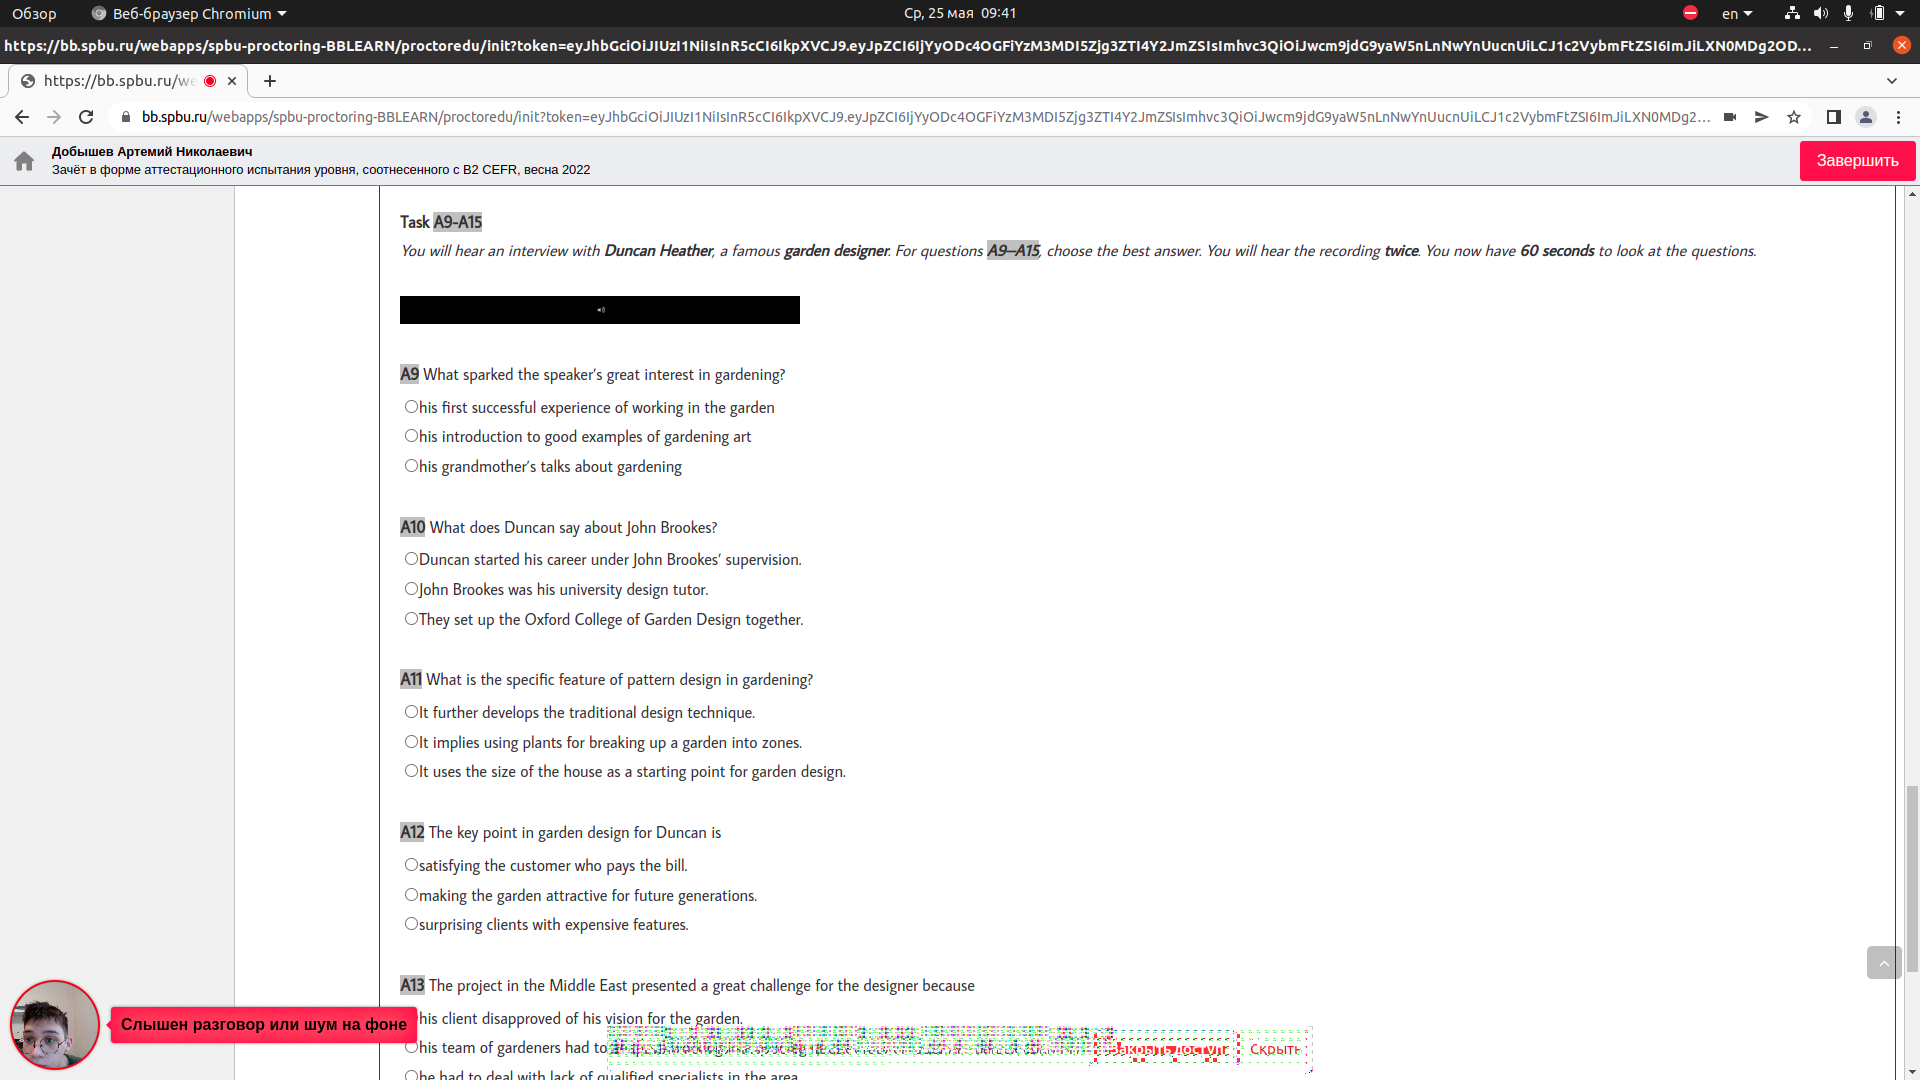 Обзор
Веб-браузер Chromium
Ср, 25 мая 09:41
en
https://bb.spbu.ru/webapps/spbu-proctoring-BBLEARN/proctoredu/init?token=eyJhbGciOiJIUzI1NiIsInR5cCI6IkpXVCJ9.eyJpZCI6IjYyODc4OGFiYzM3MDI5Zjg3ZTI4Y2JmZSIsImhvc3QiOiJwcm9jdG9yaW5nLnNwYnUucnUiLCJ1c2VybmFtZSI6ImJiLXN0MDg2OD...
https://bb.spbu.ru/we
bb.spbu.ru/webapps/spbu-proctoring-BBLEARN/proctoredu/init?token=eyJhbGciOiJIUzI1NiIsInR5cCI6IkpXVCJ9.eyJpZCI6IjYyODc4OGFiYzM3MDI5Zjg3ZTI4Y2JmZSIsImhvc3QiOiJwcm9jdG9yaW5nLnNwYnUucnUiLCJ1c2VybmFtZSI6ImJiLXN0MDg2...
Добышев Артемий Николаевич
Зачёт в форме аттестационного испытания уровня, соотнесенного с B2 CEFR, весна 2022
Завершить
Task A9-A15
You will hear an interview with Duncan Heather, a famous garden designer. For questions A9–A15, choose the best answer. You will hear the recording twice. You now have 60 seconds to look at the questions.
A9 What sparked the speaker's great interest in gardening?
his first successful experience of working in the garden
his introduction to good examples of gardening art
his grandmother's talks about gardening
A10 What does Duncan say about John Brookes?
Duncan started his career under John Brookes' supervision.
John Brookes was his university design tutor.
They set up the Oxford College of Garden Design together.
A11 What is the specific feature of pattern design in gardening?
It further develops the traditional design technique.
It implies using plants for breaking up a garden into zones.
It uses the size of the house as a starting point for garden design.
A12 The key point in garden design for Duncan is
satisfying the customer who pays the bill.
making the garden attractive for future generations.
surprising clients with expensive features.
A13 The project in the Middle East presented a great challenge for the designer because
his client disapproved of his vision for the garden.
Слышен разговор или шум на фоне
his team of gardeners had to
Закрыть доступ
Скрыть
he had to deal with lack of qualified specialists in the area.